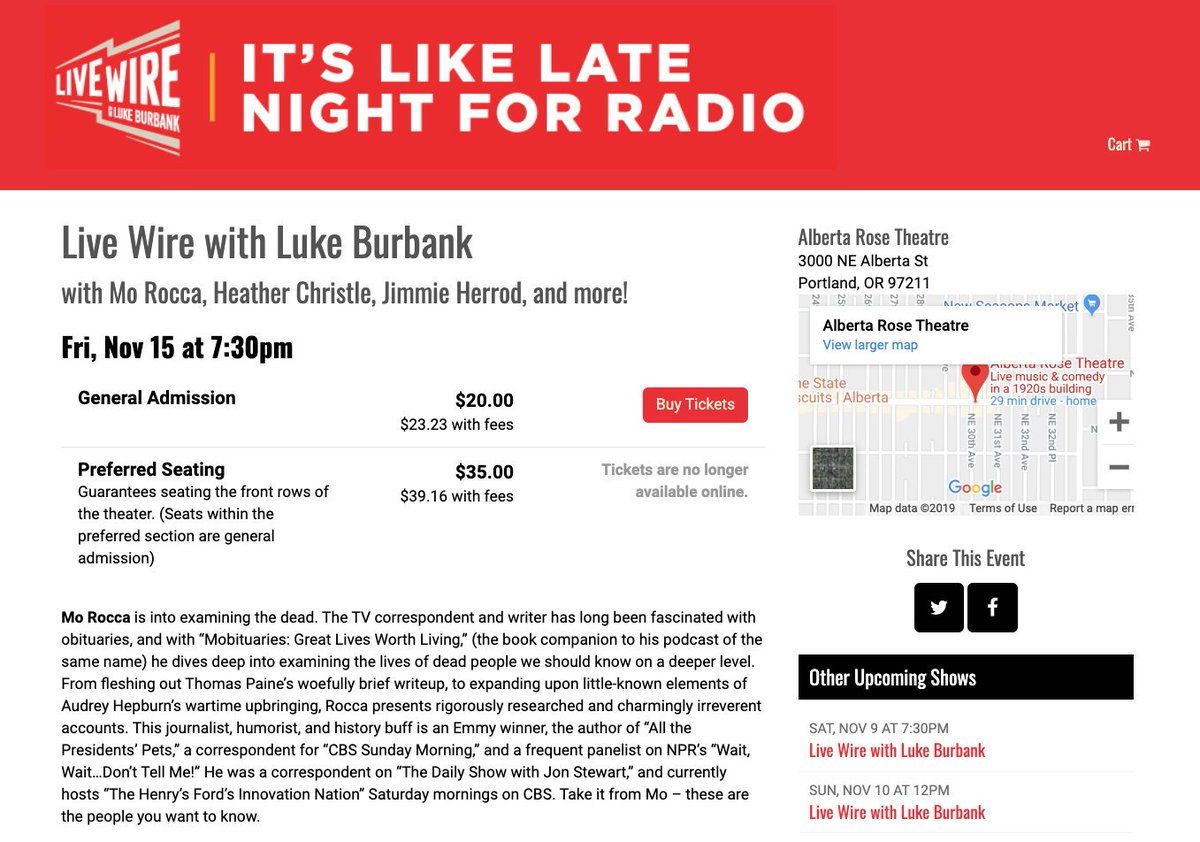 LIVE WIRE
LUKE BURBANK
IT'S LIKE LATE
NIGHT FOR RADIO
Cart
Live Wire with Luke Burbank
with Mo Rocca, Heather Christle, Jimmie Herrod, and more!
Fri, Nov 15 at 7:30pm
General Admission
$20.00
$23.23 with fees
Buy Tickets
Preferred Seating
Guarantees seating the front rows of
the theater. (Seats within the
preferred section are general
admission)
$35.00
$39.16 with fees
Tickets are no longer
available online.
Mo Rocca is into examining the dead. The TV correspondent and writer has long been fascinated with
obituaries, and with “Mobituaries: Great Lives Worth Living,” (the book companion to his podcast of the
same name) he dives deep into examining the lives of dead people we should know on a deeper level.
From fleshing out Thomas Paine’s woefully brief writeup, to expanding upon little-known elements of
Audrey Hepburn’s wartime upbringing, Rocca presents rigorously researched and charmingly irreverent
accounts. This journalist, humorist, and history buff is an Emmy winner, the author of “All the
Presidents’ Pets,” a correspondent for “CBS Sunday Morning,” and a frequent panelist on NPR’s “Wait,
Wait…Don’t Tell Me!” He was a correspondent on “The Daily Show with Jon Stewart,” and currently
hosts “The Henry’s Ford’s Innovation Nation” Saturday mornings on CBS. Take it from Mo – these are
the people you want to know.
Alberta Rose Theatre
3000 NE Alberta St
Portland, OR 97211
New Seasons Market
Alberta Rose Theatre
View larger map
Alberta Rose Theatre
Live music & comedy
in a 1920s building
29 min drive - home
he State
scuits | Alberta
NE 30th Ave
NE 31st Ave
NE 32nd Ave
NE 32nd Pl
Google
Map data ©2019 Terms of Use Report a map err
Share This Event
Other Upcoming Shows
SAT, NOV 9 AT 7:30PM
Live Wire with Luke Burbank
SUN, NOV 10 AT 12PM
Live Wire with Luke Burbank